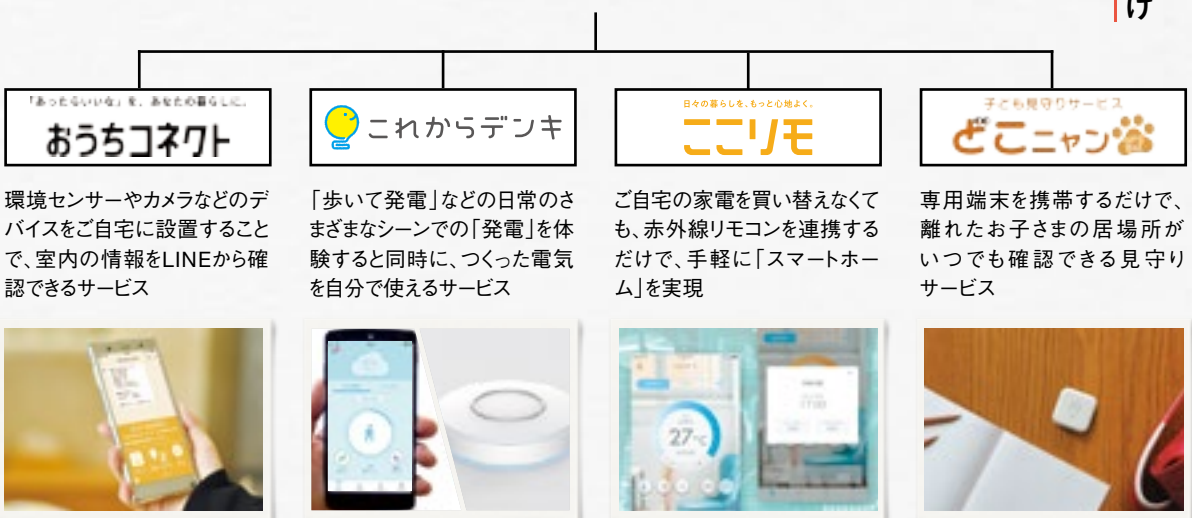 け
「あったらいいな」を、あなたの暮らしに。
おうちコネクト
環境センサーやカメラなどのデ
バイスをご自宅に設置すること
で、室内の情報をLINEから確
認できるサービス
これからデンキ
「歩いて発電」などの日常のさ
まざまなシーンでの「発電」を体
験すると同時に、つくった電気
を自分で使えるサービス
日々の暮らしを、もっと心地よく。
ここリモ
ご自宅の家電を買い替えなくて
も、赤外線リモコンを連携する
だけで、手軽に「スマートホー
ム」を実現
子ども見守りサービス
どこニャン
専用端末を携帯するだけで、
離れたお子さまの居場所が
いつでも確認できる見守り
サービス
27℃